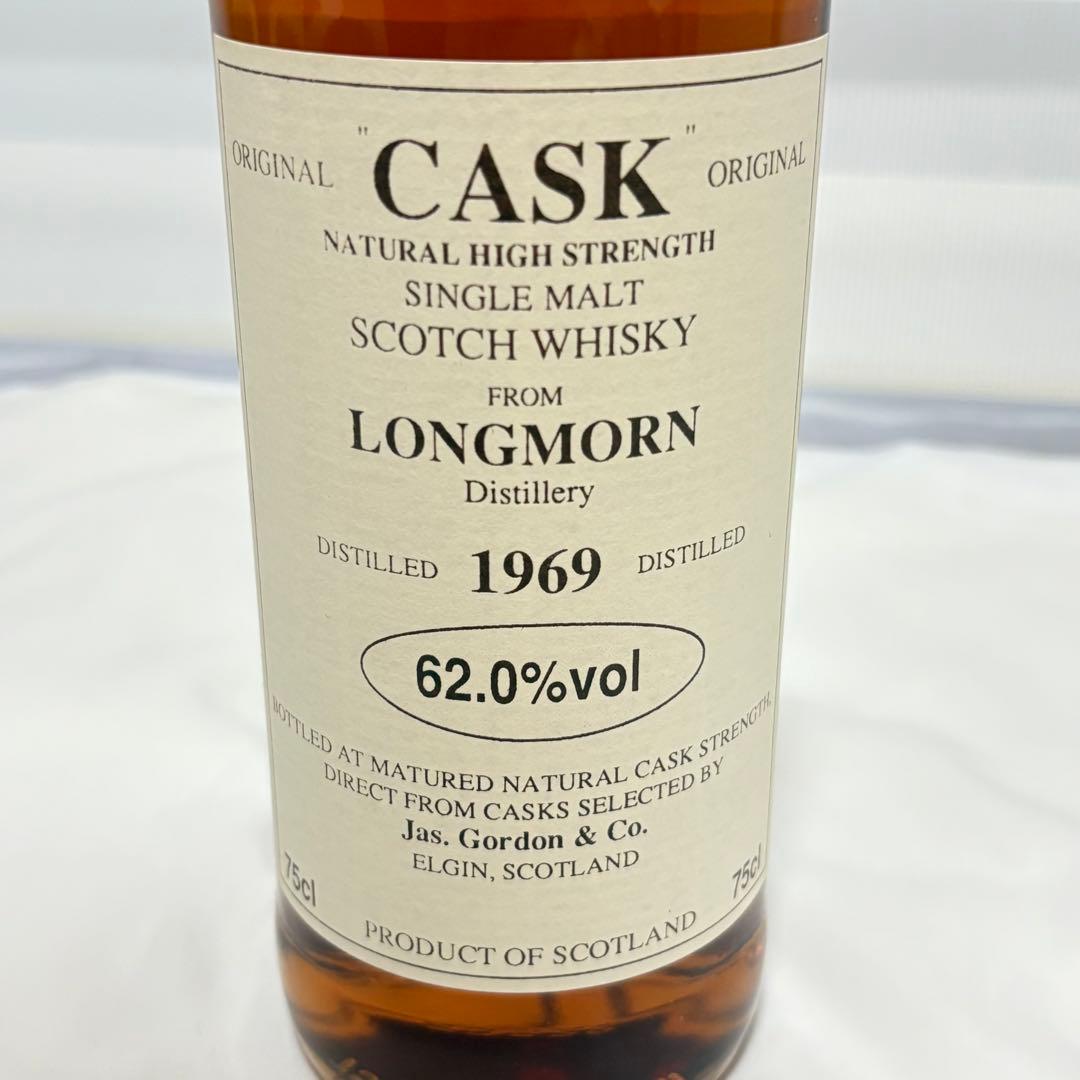 ORIGINAL "CASK" ORIGINAL
NATURAL HIGH STRENGTH
SINGLE MALT
SCOTCH WHISKY
FROM
LONGMORN
Distillery
DISTILLED 1969 DISTILLED
62.0%vol
BOTTLED AT MATURED NATURAL CASK STRENGTH,
DIRECT FROM CASKS SELECTED BY
Jas. Gordon & Co.
ELGIN, SCOTLAND
75cl 75cl
PRODUCT OF SCOTLAND